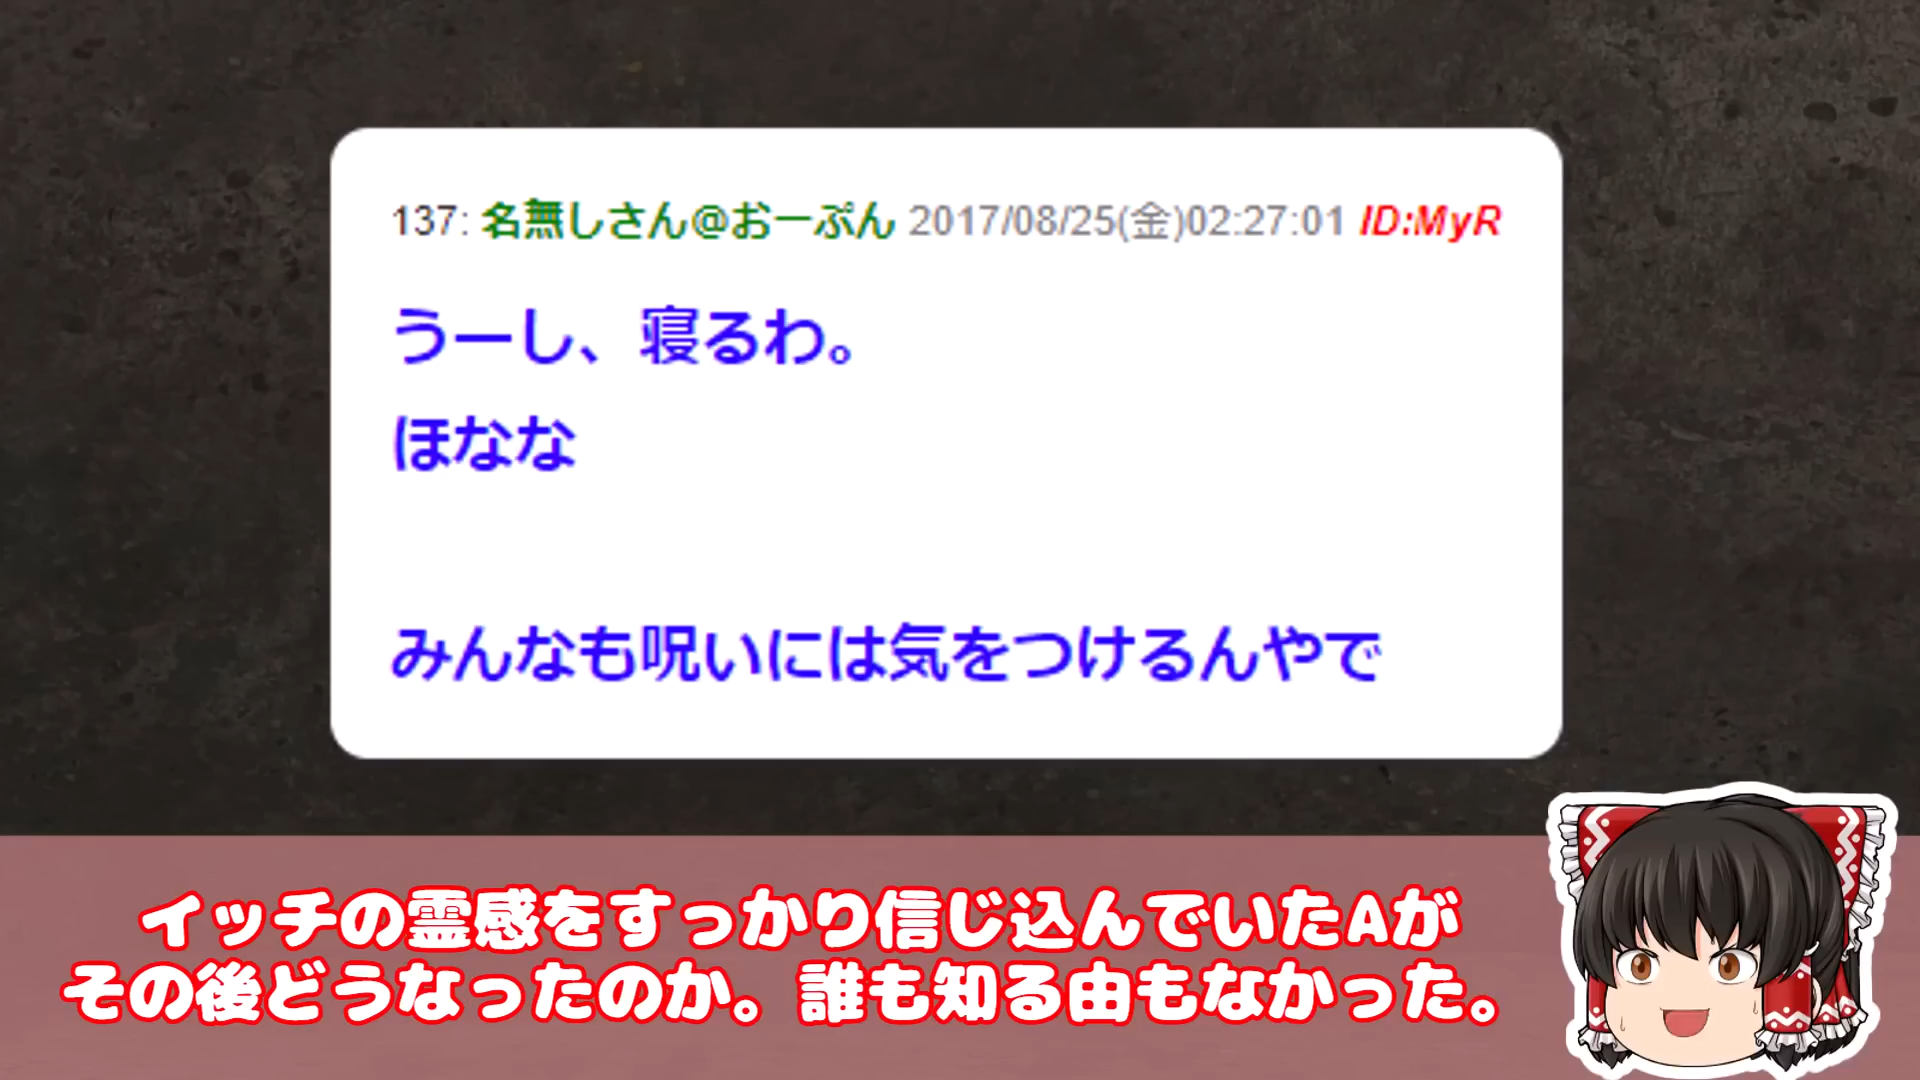 137: 名無しさん@おーぷん 2017/08/25(金)02:27:01 ID:MyR
うーし、寝るわ。
ほなな
みんなも呪いには気をつけるんやで
イッチの霊感をすっかり信じ込んでいたAが
その後どうなったのか。誰も知る由もなかった。